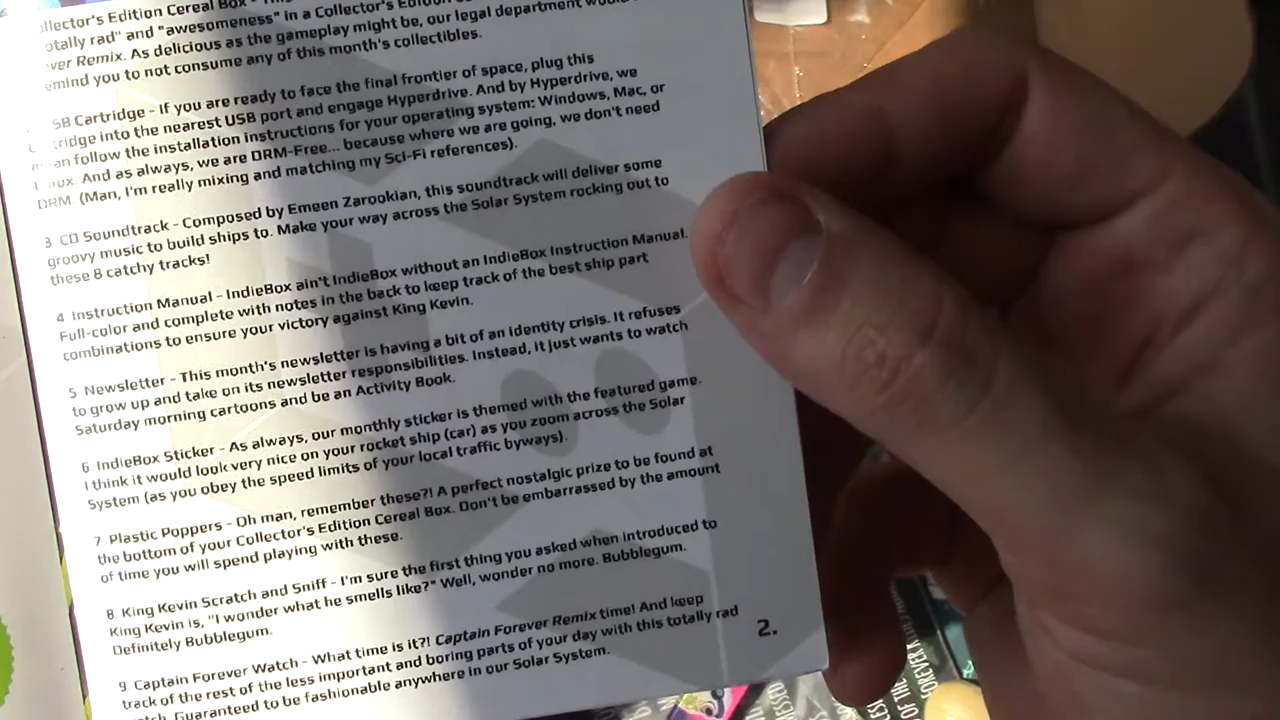 ollector's Edition Cereal Box -
otally rad" and "awesomeness" in a Collector's Edition
ver Remix. As delicious as the gameplay might be, our legal department would
emind you to not consume any of this month's collectibles.
SB Cartridge - If you are ready to face the final frontier of space, plug this
tridge into the nearest USB port and engage Hyperdrive. And by Hyperdrive, we
an follow the installation instructions for your operating system: Windows, Mac, or
nux. And as always, we are DRM-Free... because where we are going, we don't need
DRM. (Man, I'm really mixing and matching my Sci-Fi references).
3 CD Soundtrack - Composed by Emeen Zarookian, this soundtrack will deliver some
groovy music to build ships to. Make your way across the Solar System rocking out to
these 8 catchy tracks!
4 Instruction Manual - IndieBox ain't IndieBox without an IndieBox Instruction Manual.
Full-color and complete with notes in the back to keep track of the best ship part
combinations to ensure your victory against King Kevin.
5 Newsletter - This month's newsletter is having a bit of an identity crisis. It refuses
to grow up and take on its newsletter responsibilities. Instead, it just wants to watch
Saturday morning cartoons and be an Activity Book.
6 IndieBox Sticker - As always, our monthly sticker is themed with the featured game.
I think it would look very nice on your rocket ship (car) as you zoom across the Solar
System (as you obey the speed limits of your local traffic byways).
7 Plastic Poppers - Oh man, remember these?! A perfect nostalgic prize to be found at
the bottom of your Collector's Edition Cereal Box. Don't be embarrassed by the amount
of time you will spend playing with these.
8 King Kevin Scratch and Sniff - I'm sure the first thing you asked when introduced to
King Kevin is, "I wonder what he smells like?" Well, wonder no more. Bubblegum.
Definitely Bubblegum.
9 Captain Forever Watch - What time is it?! Captain Forever Remix time! And keep
track of the rest of the less important and boring parts of your day with this totally rad
tch. Guaranteed to be fashionable anywhere in our Solar System.
2.